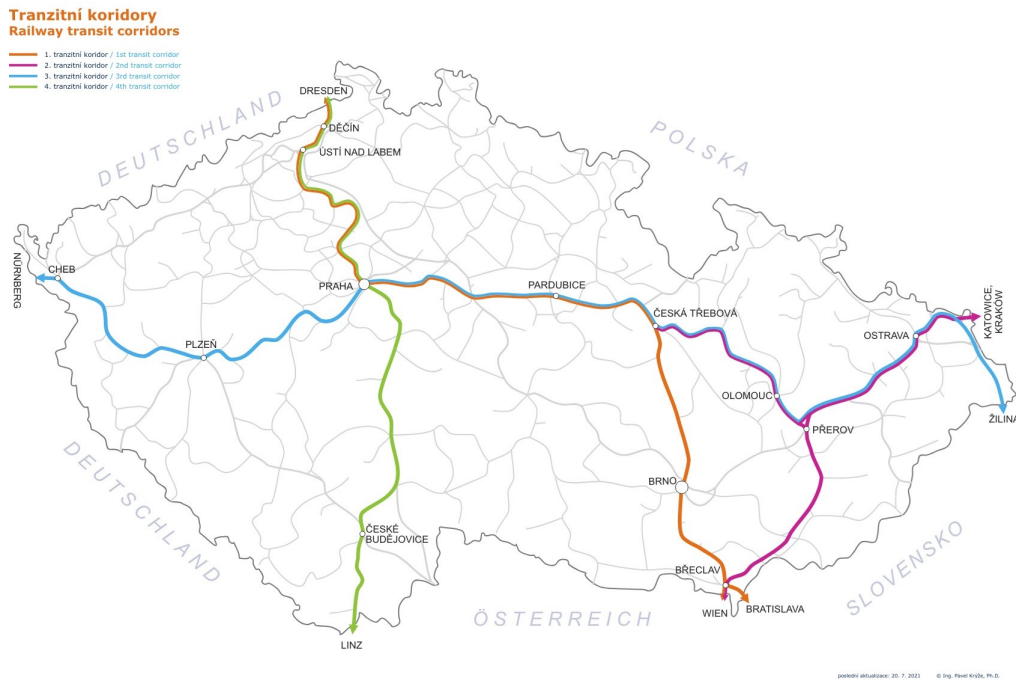 Tranzitní koridory
Railway transit corridors
1. tranzitní koridor / 1st transit corridor
2. tranzitní koridor / 2nd transit corridor
3. tranzitní koridor / 3rd transit corridor
4. tranzitní koridor / 4th transit corridor
DRESDEN
DEUTSCHLAND
DĚČÍN
POLSKA
ÚSTÍ NAD LABEM
NÜRNBERG
CHEB
PRAHA
PARDUBICE
KATOWICE,
KRAKÓW
ČESKÁ TŘEBOVÁ
OSTRAVA
PLZEŇ
OLOMOUC
ŽILINA
PŘEROV
DEUTSCHLAND
BRNO
ČESKÉ
BUDĚJOVICE
SLOVENSKO
BŘECLAV
WIEN
BRATISLAVA
ÖSTERREICH
LINZ
poslední aktualizace: 20. 7. 2021
© Ing. Pavel Krýže, Ph.D.